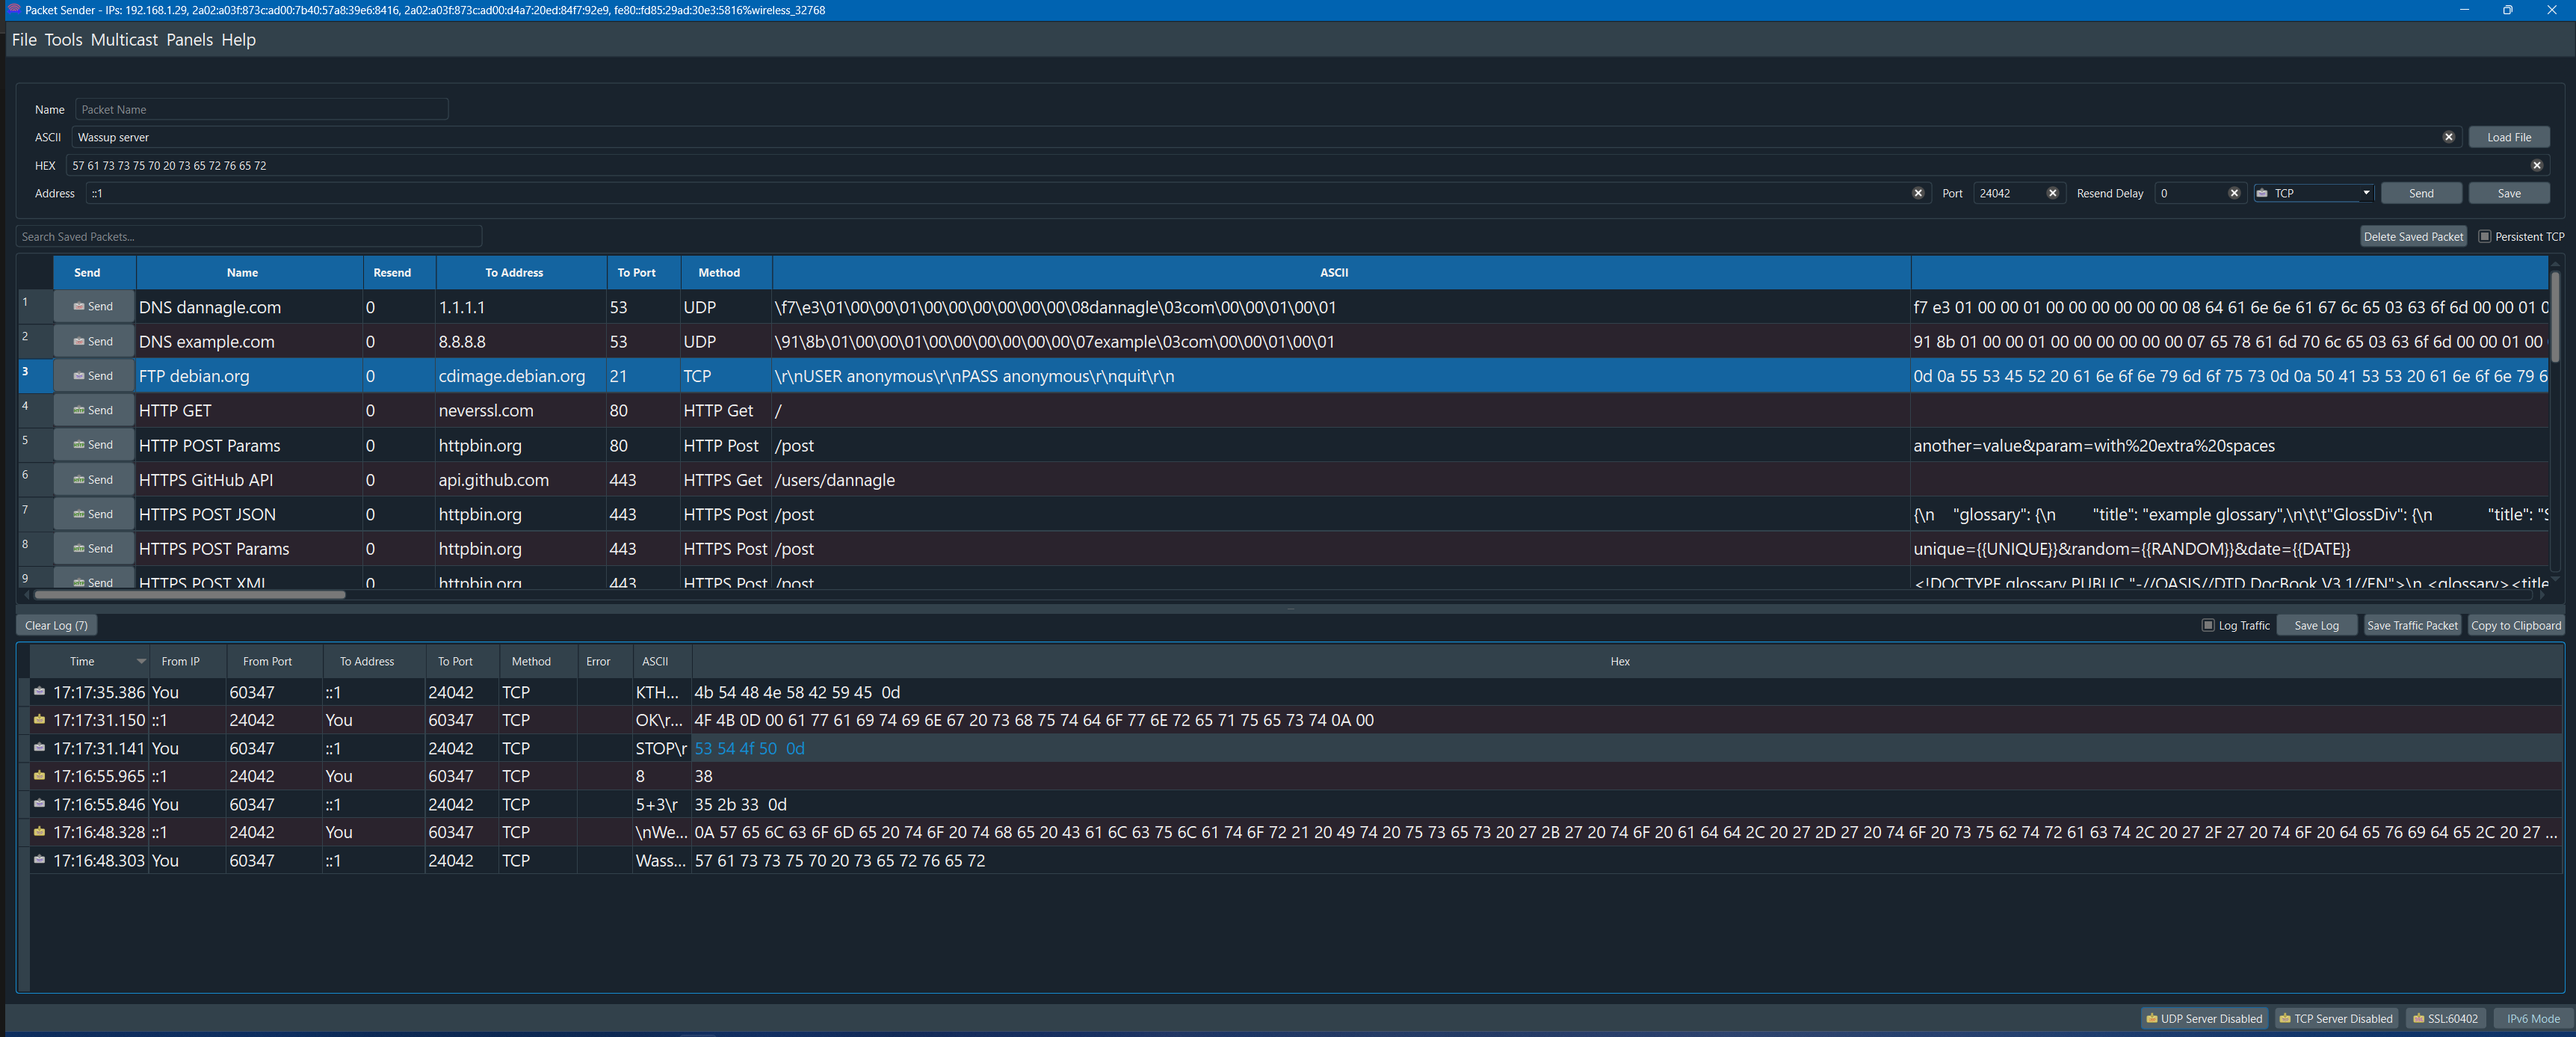 Packet Sender - IPs: 192.168.1.29, 2a02:a03f:873c:ad00:7b40:57a8:39e6:8416, 2a02:a03f:873c:ad00:d4a7:20ed:84f7:92e9, fe80::fd85:29ad:30e3:5816%wireless_32768
File Tools Multicast Panels Help
Name Packet Name
ASCII Wassup server Load File
HEX 57 61 73 73 75 70 20 73 65 72 76 65 72
Address ::1 Port 24042 Resend Delay 0 TCP Send Save
Search Saved Packets... Delete Saved Packet Persistent TCP
Send Name Resend To Address To Port Method ASCII
1 Send DNS dannagle.com 0 1.1.1.1 53 UDP \f7\e3\01\00\00\01\00\00\00\00\00\00\08dannagle\03com\00\00\01\00\01 f7 e3 01 00 00 01 00 00 00 00 00 00 08 64 61 6e 6e 61 67 6c 65 03 63 6f 6d 00 00 01 0
2 Send DNS example.com 0 8.8.8.8 53 UDP \91\8b\01\00\00\01\00\00\00\00\00\00\07example\03com\00\00\01\00\01 91 8b 01 00 00 01 00 00 00 00 00 00 07 65 78 61 6d 70 6c 65 03 63 6f 6d 00 00 01 00
3 Send FTP debian.org 0 cdimage.debian.org 21 TCP \r\nUSER anonymous\r\nPASS anonymous\r\nquit\r\n 0d 0a 55 53 45 52 20 61 6e 6f 6e 79 6d 6f 75 73 0d 0a 50 41 53 53 20 61 6e 6f 6e 79 6
4 Send HTTP GET 0 neverssl.com 80 HTTP Get /
5 Send HTTP POST Params 0 httpbin.org 80 HTTP Post /post another=value&param=with%20extra%20spaces
6 Send HTTPS GitHub API 0 api.github.com 443 HTTPS Get /users/dannagle
7 Send HTTPS POST JSON 0 httpbin.org 443 HTTPS Post /post {\n "glossary": {\n "title": "example glossary",\n\t\t"GlossDiv": {\n "title": "S
8 Send HTTPS POST Params 0 httpbin.org 443 HTTPS Post /post unique={{UNIQUE}}&random={{RANDOM}}&date={{DATE}}
9 Send HTTPS POST XML 0 httpbin.org 443 HTTPS Post /post <!DOCTYPE glossary PUBLIC "-//OASIS//DTD DocBook V3.1//EN">\n <glossary><title
Clear Log (7) Log Traffic Save Log Save Traffic Packet Copy to Clipboard
Time From IP From Port To Address To Port Method Error ASCII Hex
17:17:35.386 You 60347 ::1 24042 TCP KTH... 4b 54 48 4e 58 42 59 45 0d
17:17:31.150 ::1 24042 You 60347 TCP OK\r... 4F 4B 0D 00 61 77 61 69 74 69 6E 67 20 73 68 75 74 64 6F 77 6E 72 65 71 75 65 73 74 0A 00
17:17:31.141 You 60347 ::1 24042 TCP STOP\r 53 54 4f 50 0d
17:16:55.965 ::1 24042 You 60347 TCP 8 38
17:16:55.846 You 60347 ::1 24042 TCP 5+3\r 35 2b 33 0d
17:16:48.328 ::1 24042 You 60347 TCP \nWe... 0A 57 65 6C 63 6F 6D 65 20 74 6F 20 74 68 65 20 43 61 6C 63 75 6C 61 74 6F 72 21 20 49 74 20 75 73 65 73 20 27 2B 27 20 74 6F 20 61 64 64 2C 20 27 2D 27 20 74 6F 20 73 75 62 74 72 61 63 74 2C 20 27 2F 27 20 74 6F 20 64 65 76 69 64 65 2C 20 27 ...
17:16:48.303 You 60347 ::1 24042 TCP Wass... 57 61 73 73 75 70 20 73 65 72 76 65 72
UDP Server Disabled TCP Server Disabled SSL:60402 IPv6 Mode